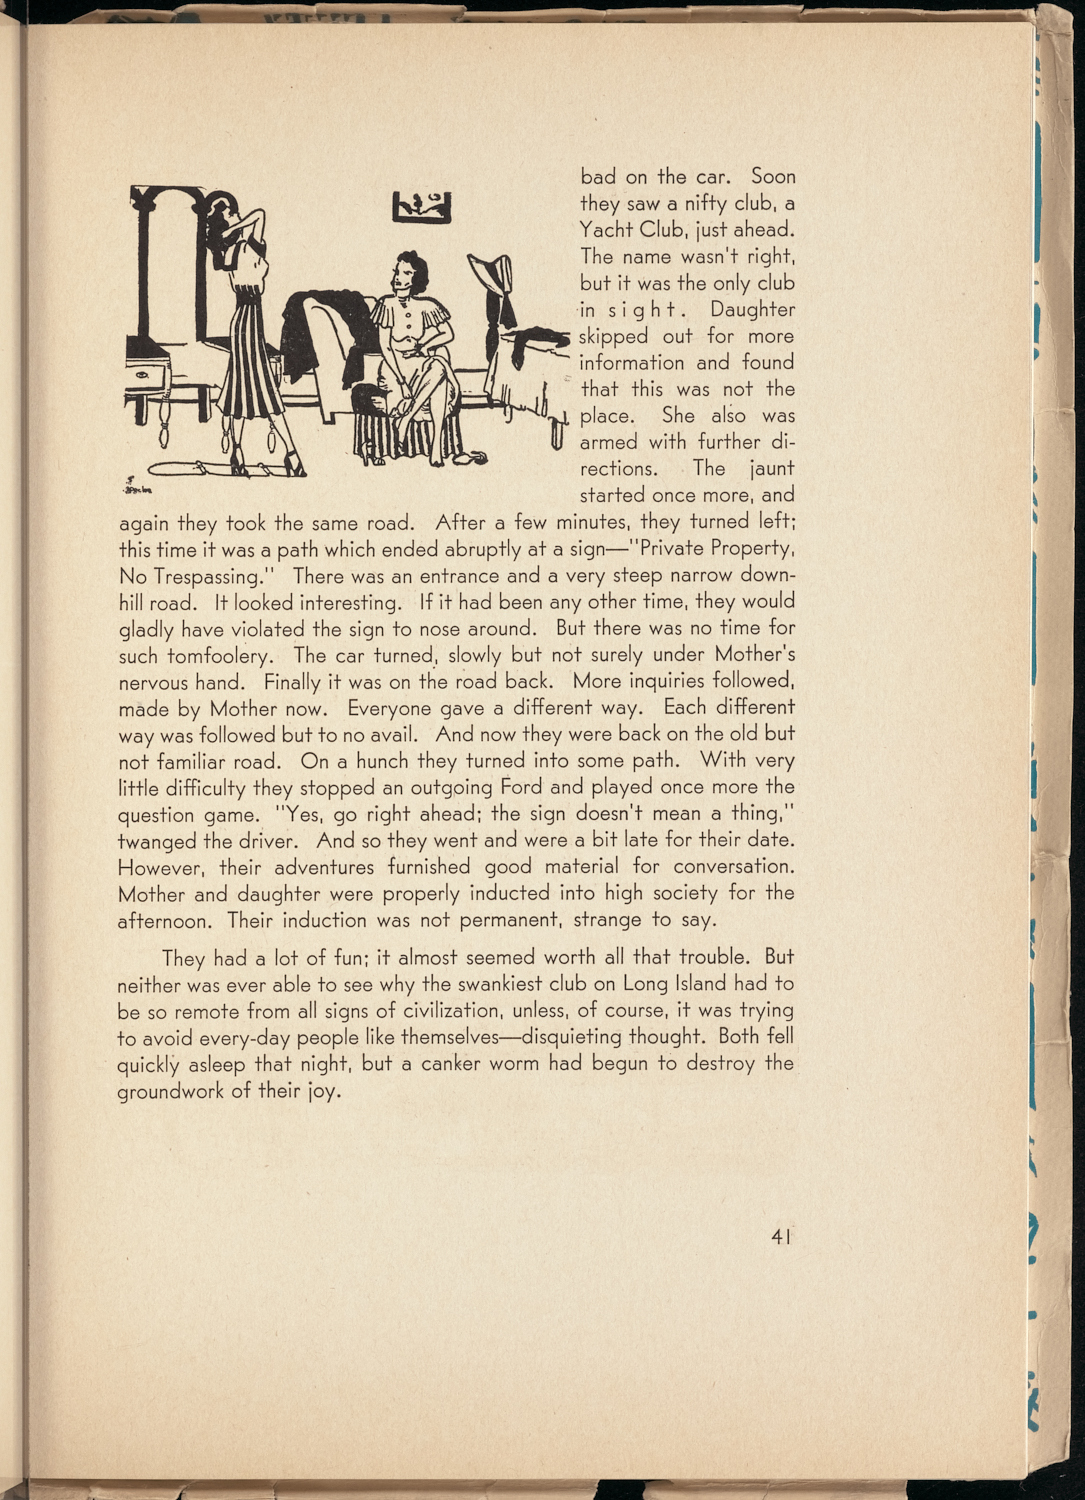 bad on the car. Soon
they saw a nifty club, a
Yacht Club, just ahead.
The name wasn't right,
but it was the only club
in sight. Daughter
skipped out for more
information and found
that this was not the
place. She also was
armed with further di-
rections. The jaunt
started once more, and
again they took the same road. After a few minutes, they turned left;
this time it was a path which ended abruptly at a sign—"Private Property,
No Trespassing." There was an entrance and a very steep narrow down-
hill road. It looked interesting. If it had been any other time, they would
gladly have violated the sign to nose around. But there was no time for
such tomfoolery. The car turned, slowly but not surely under Mother's
nervous hand. Finally it was on the road back. More inquiries followed,
made by Mother now. Everyone gave a different way. Each different
way was followed but to no avail. And now they were back on the old but
not familiar road. On a hunch they turned into some path. With very
little difficulty they stopped an outgoing Ford and played once more the
question game. "Yes, go right ahead; the sign doesn't mean a thing,"
twanged the driver. And so they went and were a bit late for their date.
However, their adventures furnished good material for conversation.
Mother and daughter were properly inducted into high society for the
afternoon. Their induction was not permanent, strange to say.
They had a lot of fun; it almost seemed worth all that trouble. But
neither was ever able to see why the swankiest club on Long Island had to
be so remote from all signs of civilization, unless, of course, it was trying
to avoid every-day people like themselves—disquieting thought. Both fell
quickly asleep that night, but a canker worm had begun to destroy the
groundwork of their joy.
41